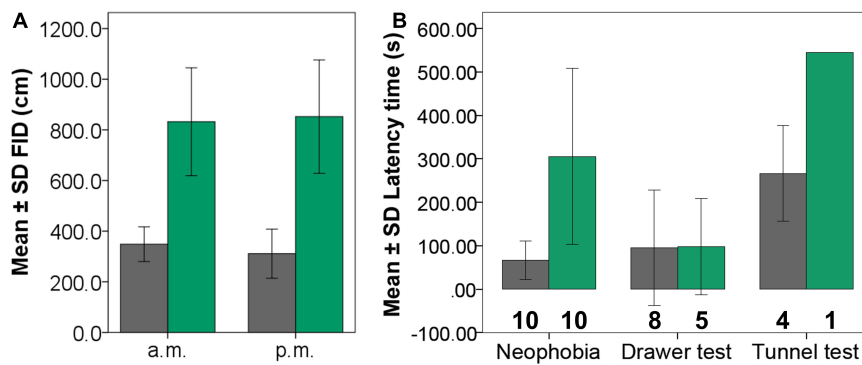 A
Mean ± SD FID (cm)
1200.0
1000.0
800.0
600.0
400.0
200.0
0.0
a.m.
p.m.
B
Mean ± SD Latency time (s)
600.00
500.00
400.00
300.00
200.00
100.00
.00
-100.00
10 10 8 5 4 1
Neophobia Drawer test Tunnel test